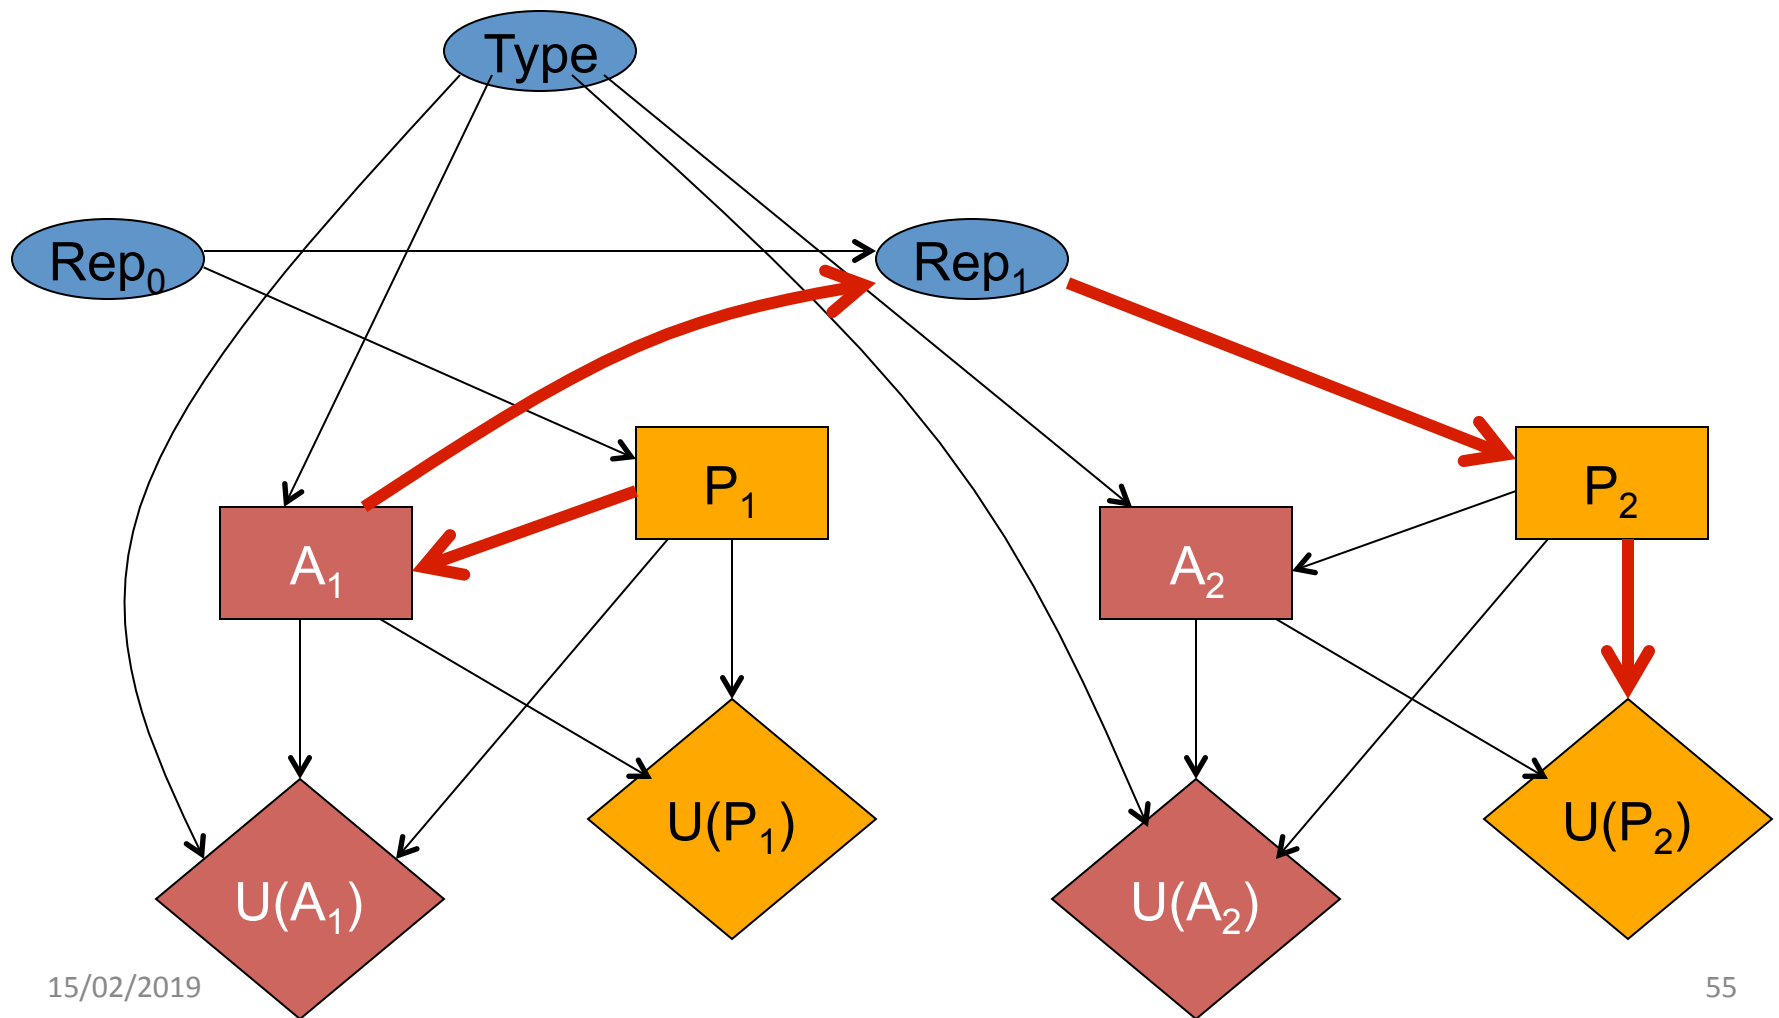 Type
Rep₀
Rep₁
P₁
P₂
A₁
A₂
U(P₁)
U(P₂)
U(A₁)
U(A₂)
15/02/2019
55